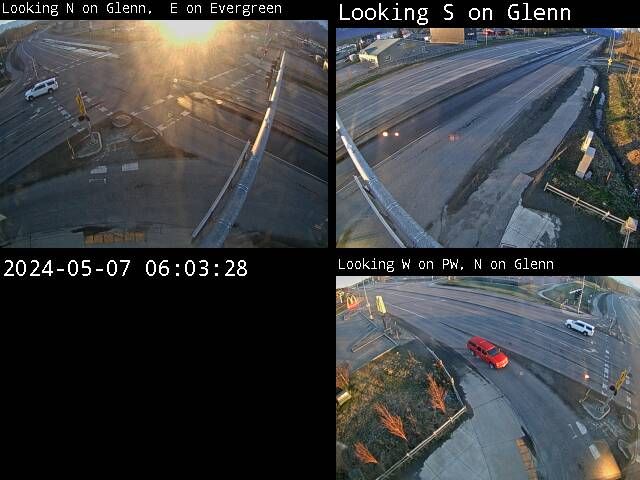 Looking N on Glenn, E on Evergreen
Looking S on Glenn
2024-05-07 06:03:28
Looking W on PW, N on Glenn